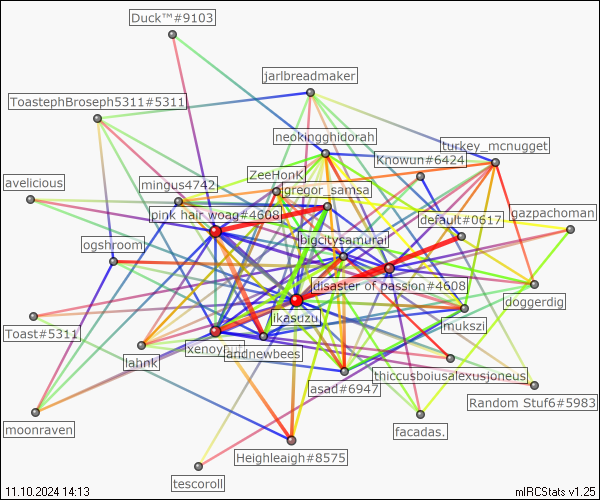 Duck™#9103
jarlbreadmaker
ToastephBroseph5311#5311
neokingghidorah
turkey_mcnugget
Knowun#6424
ZeeHonK
avelicious
mingus4742
gregor_samsa
pink hair woag#4608
default#0617
gazpachoman
ogshroom
bigcitysamurai
disaster of passion#4608
doggerdig
ikasuzu
mukszi
Toast#5311
lahnk
andnewbees
thiccusboiusalexusjoneus
asad#6947
Random Stuf6#5983
moonraven
facadas.
Heighleaigh#8575
tescoroll
11.10.2024 14:13
mIRCStats v1.25